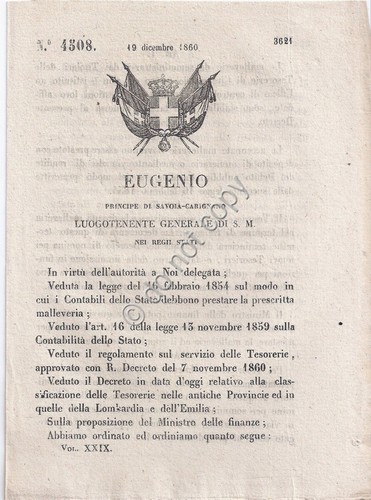 N.º 4508.
19 dicembre 1860
3621
EUGENIO
PRINCIPE DI SAVOIA-CARIGNANO
LUOGOTENENTE GENERALE DI S. M
NEI REGII STATI
In virtù dell'autorità a Noi delegata;
Veduta la legge del febbraio 1851 sul modo in
cui i Contabili dello Stato debbono prestare la prescritta
malleveria;
Veduto l'art. 16 della legge 13 novembre 1859 sulla
Contabilità dello Stato;
Veduto il regolamento sul servizio delle Tesorerie,
approvato con R. Decreto del 7 novembre 1860;
Veduto il Decreto in data d'oggi relativo alla clas-
sificazione delle Tesorerie nelle antiche Provincie ed in
quelle della Lombardia e dell'Emilia;
Sulla proposizione del Ministro delle finanze;
Abbiamo ordinato ed ordiniamo quanto segue:
VOL. XXIX.
do not copy